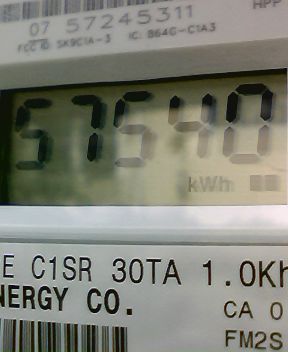 HPP
07 57245311
FCC ID: SK9C1A-3 IC: 864G-C1A3
57540
kWh
E C1SR 30TA 1.0Kh
NERGY CO.
CA 0
FM2S